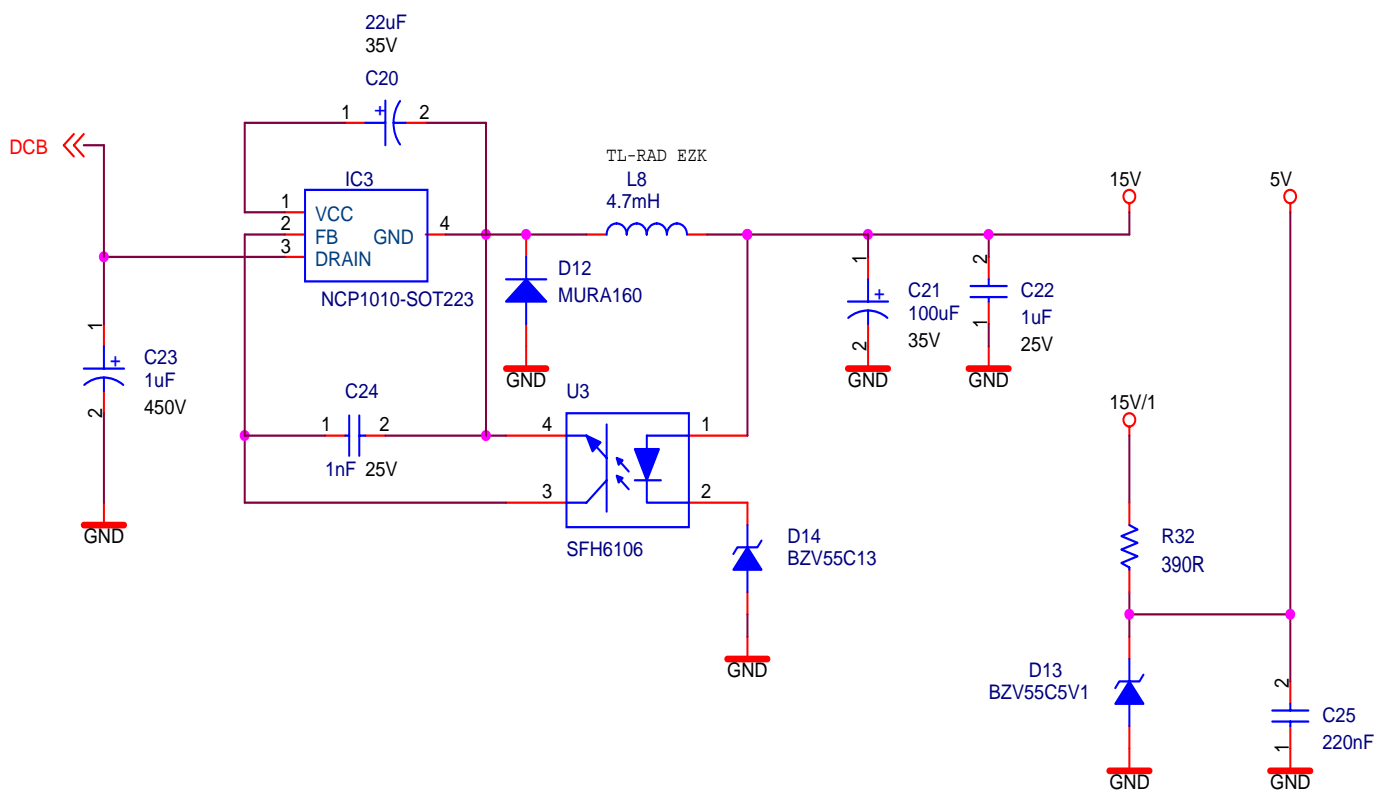 22uF
35V
C20
1
+
2
DCB
TL-RAD EZK
L8
4.7mH
15V
5V
IC3
1
2
3
VCC
FB
DRAIN
GND
4
NCP1010-SOT223
D12
MURA160
GND
1
+
2
C21
100uF
35V
GND
2
1
C22
1uF
25V
GND
1
+
2
C23
1uF
450V
GND
C24
1
2
1nF
25V
U3
4
3
1
2
SFH6106
D14
BZV55C13
GND
15V/1
R32
390R
D13
BZV55C5V1
GND
2
1
C25
220nF
GND